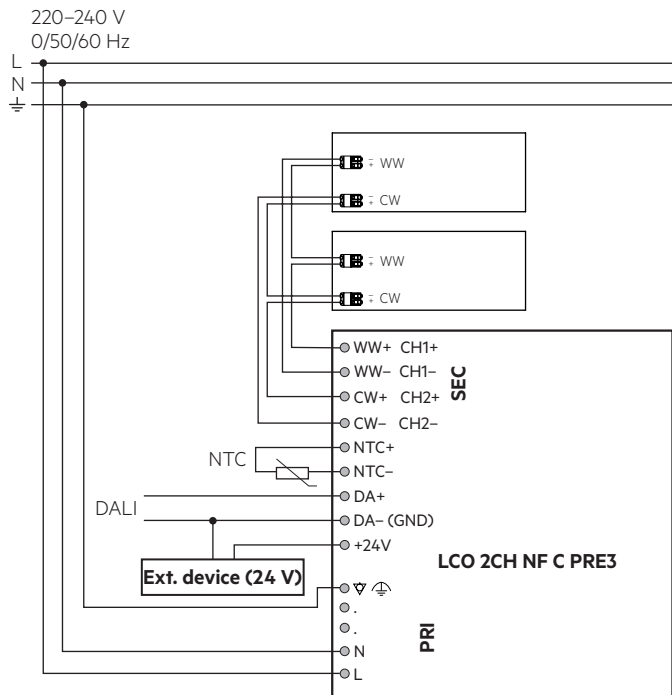 220–240 V
0/50/60 Hz
L
N
– WW
+
– CW
+
– WW
+
– CW
+
WW+ CH1+
WW– CH1–
CW+ CH2+
CW– CH2–
SEC
NTC
NTC+
NTC–
DALI
DA+
DA– (GND)
+24V
Ext. device (24 V)
LCO 2CH NF C PRE3
.
.
PRI
N
L